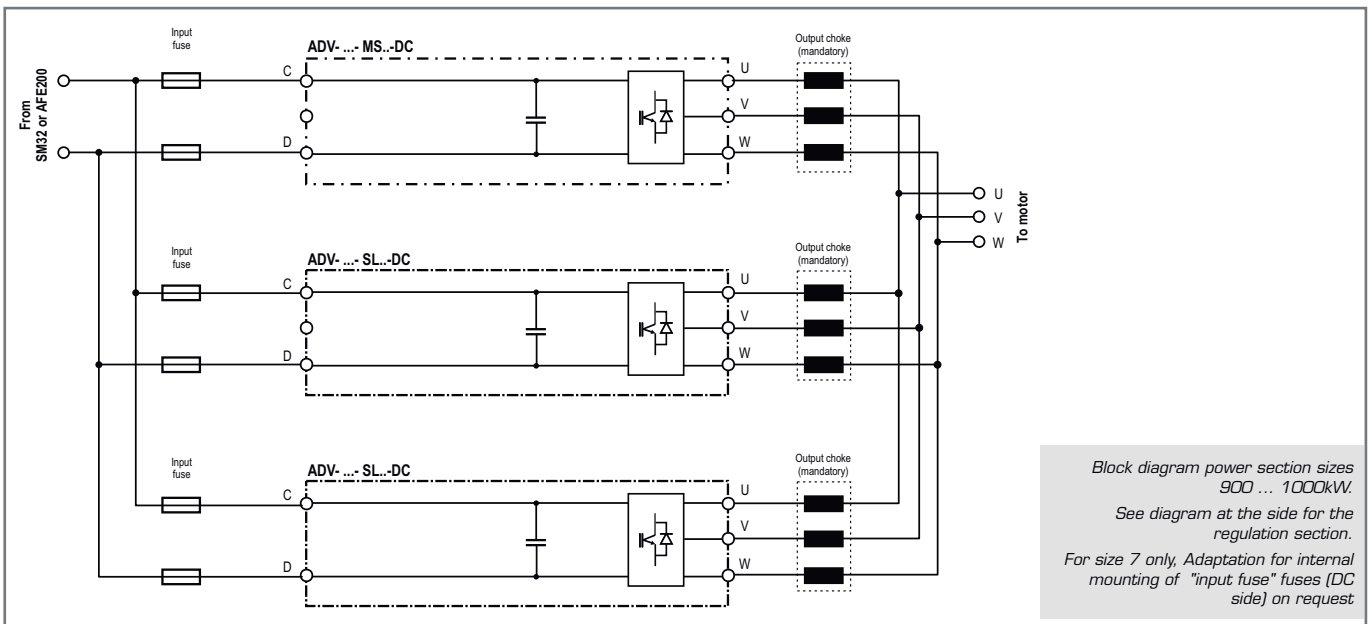 Input
fuse
ADV- ...- MS..-DC
Output choke
(mandatory)
From
SM32 or AFE200
C
D
U
V
W
U
V
W
To motor
Input
fuse
ADV- ...- SL..-DC
Output choke
(mandatory)
C
D
U
V
W
Input
fuse
ADV- ...- SL..-DC
Output choke
(mandatory)
C
D
U
V
W
Block diagram power section sizes
900 ... 1000kW.
See diagram at the side for the
regulation section.
For size 7 only, Adaptation for internal
mounting of "input fuse" fuses (DC
side) on request